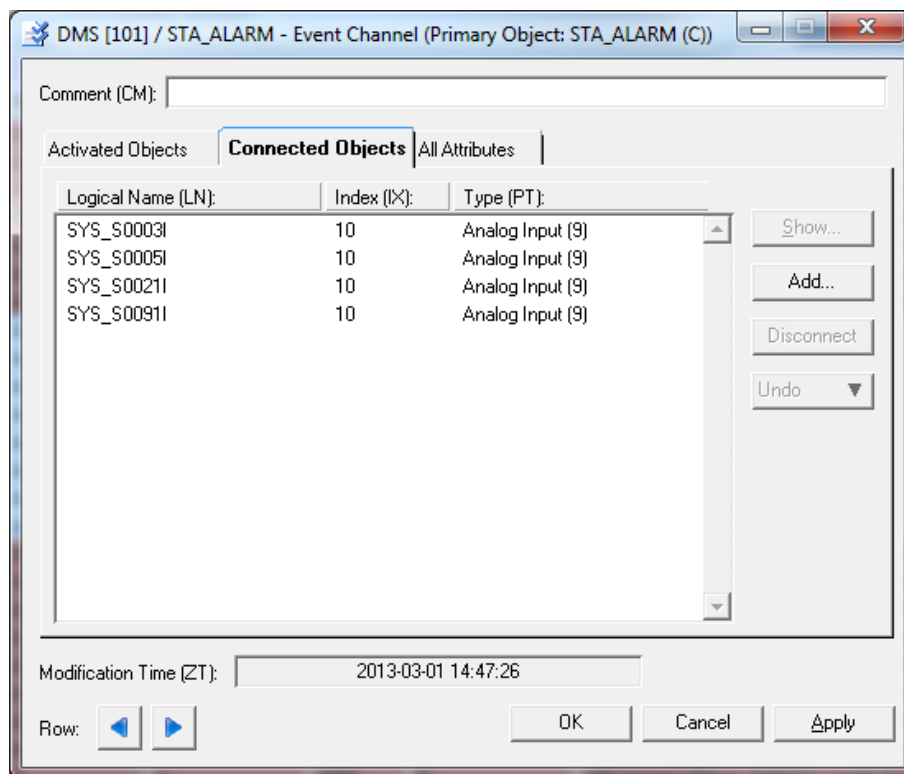 DMS [101] / STA_ALARM - Event Channel (Primary Object: STA_ALARM (C))
Comment (CM):
Activated Objects Connected Objects All Attributes
Logical Name (LN): Index (IX): Type (PT):
SYS_S0003I 10 Analog Input (9)
SYS_S0005I 10 Analog Input (9)
SYS_S0021I 10 Analog Input (9)
SYS_S0091I 10 Analog Input (9)
Show...
Add...
Disconnect
Undo
Modification Time (ZT): 2013-03-01 14:47:26
Row: OK Cancel Apply